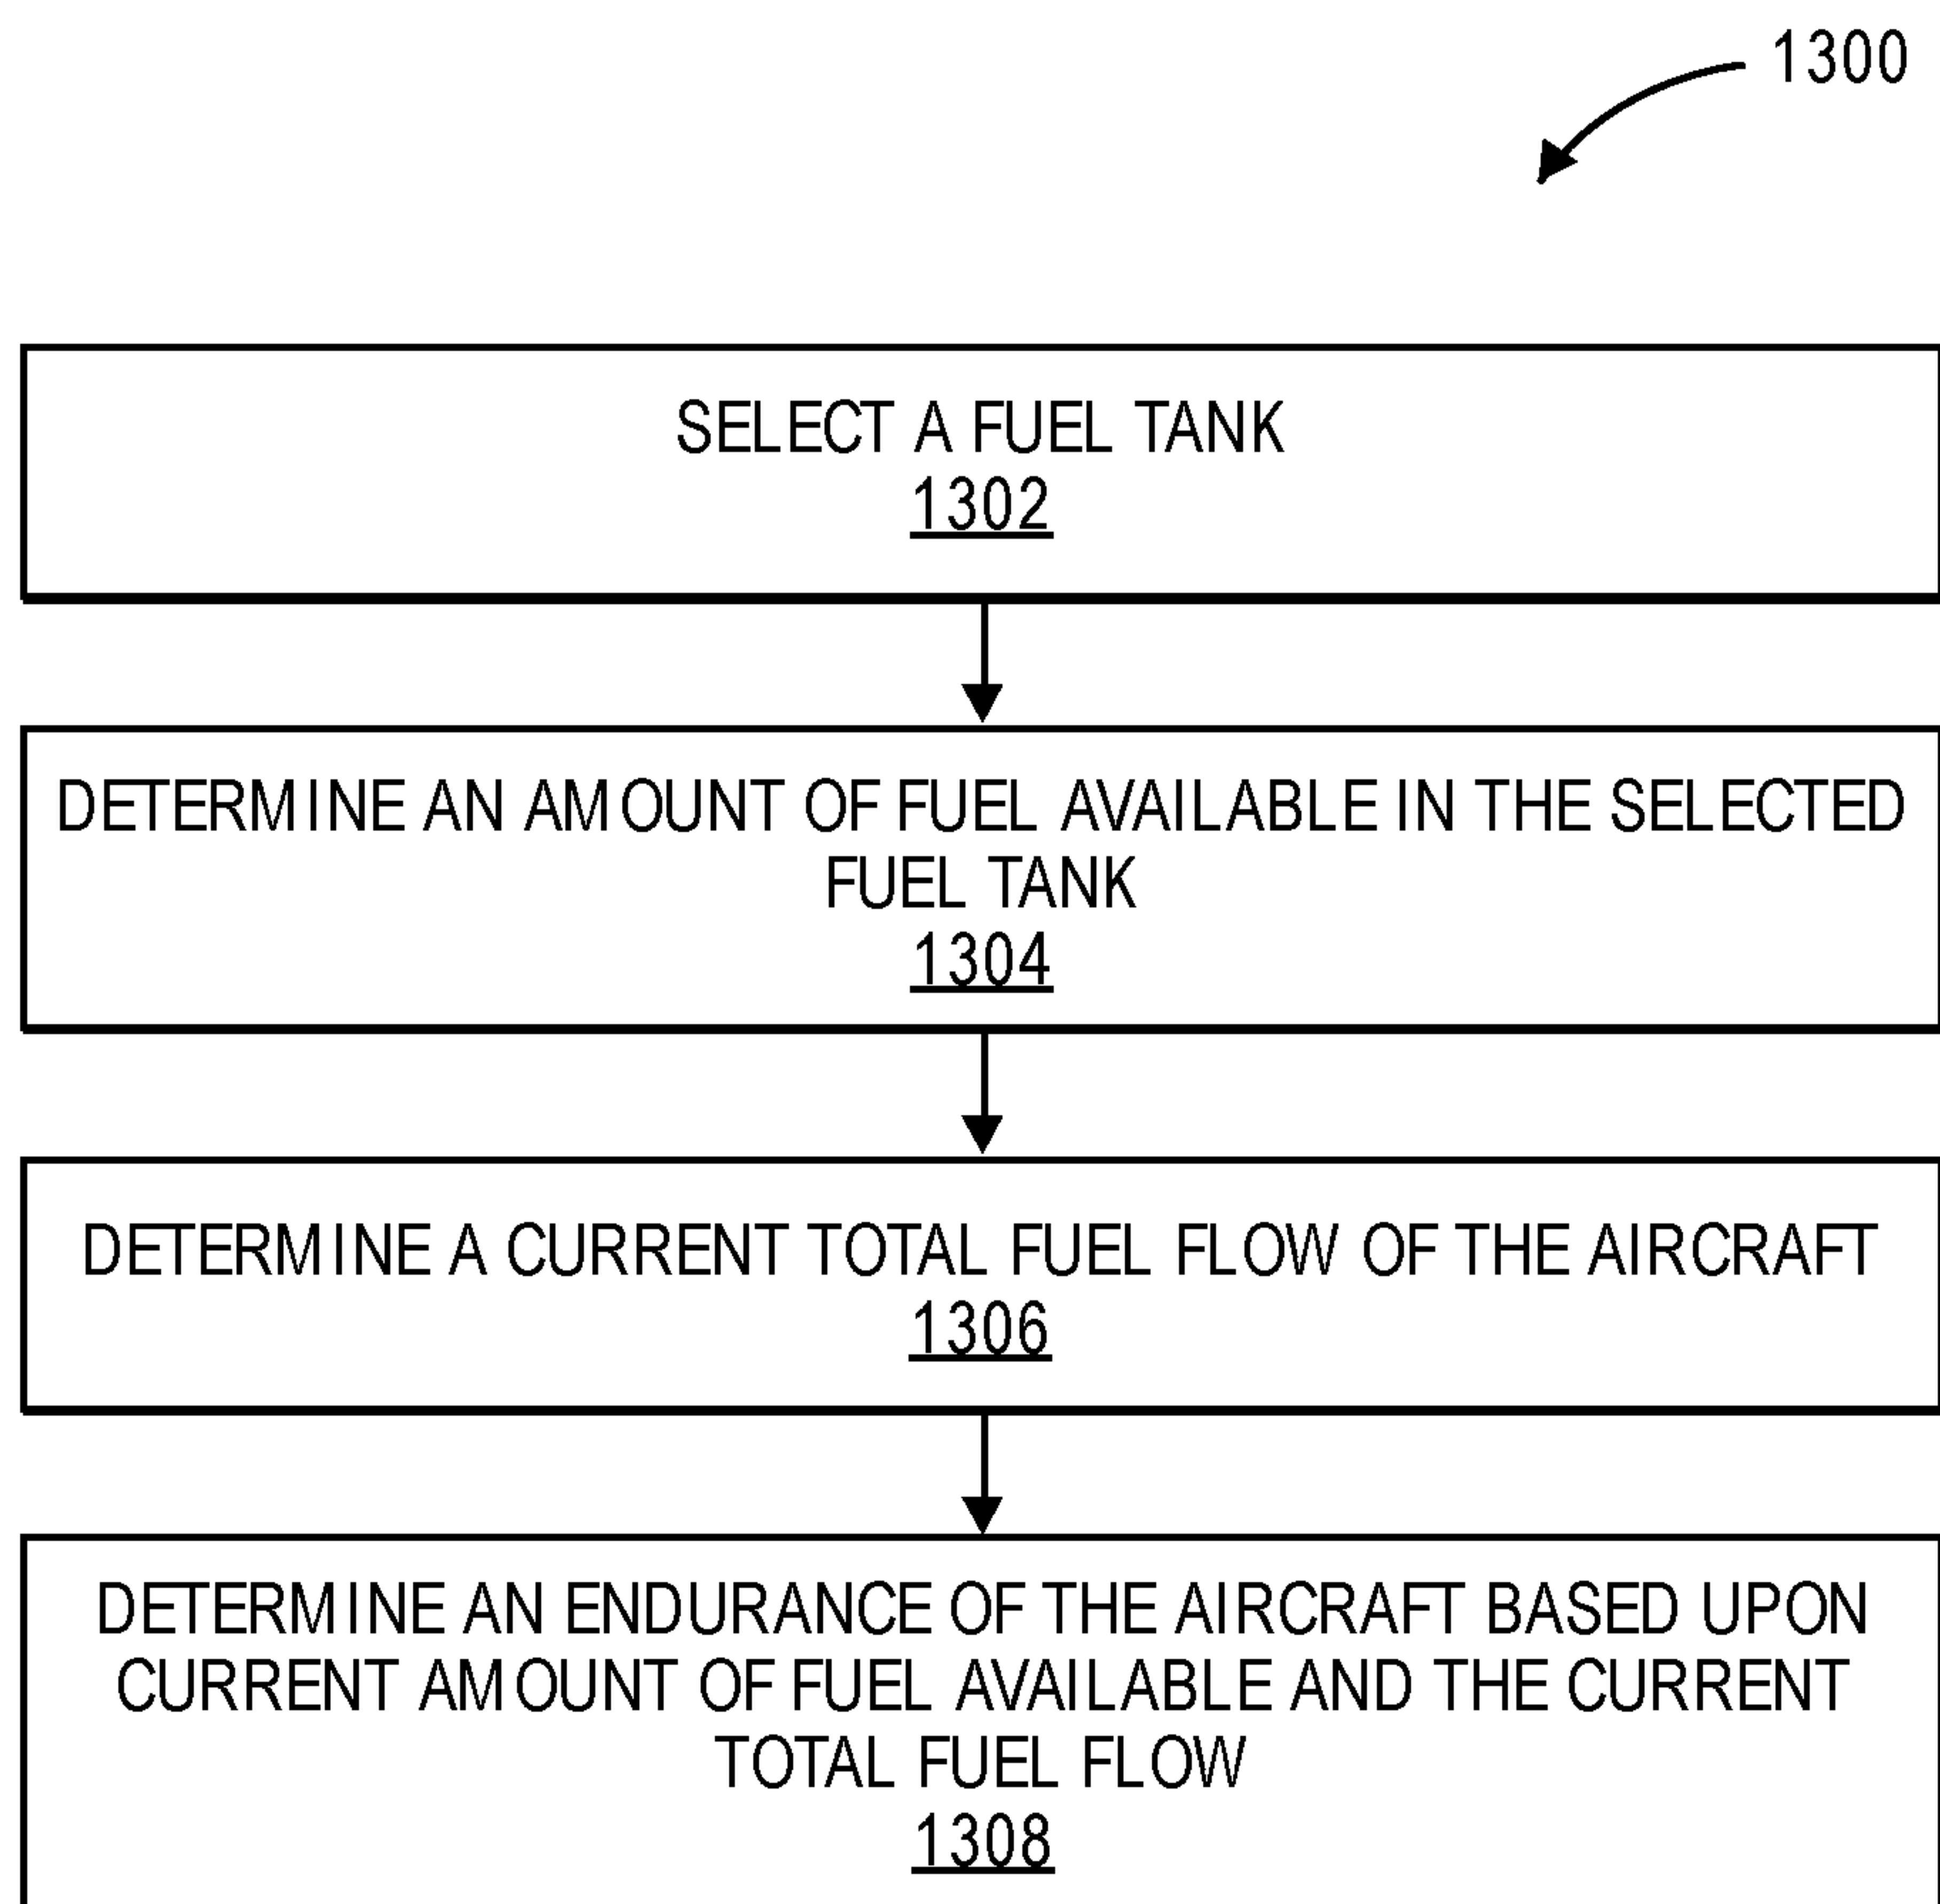 1300
SELECT A FUEL TANK
1302
DETERMINE AN AMOUNT OF FUEL AVAILABLE IN THE SELECTED
FUEL TANK
1304
DETERMINE A CURRENT TOTAL FUEL FLOW OF THE AIRCRAFT
1306
DETERMINE AN ENDURANCE OF THE AIRCRAFT BASED UPON
CURRENT AMOUNT OF FUEL AVAILABLE AND THE CURRENT
TOTAL FUEL FLOW
1308